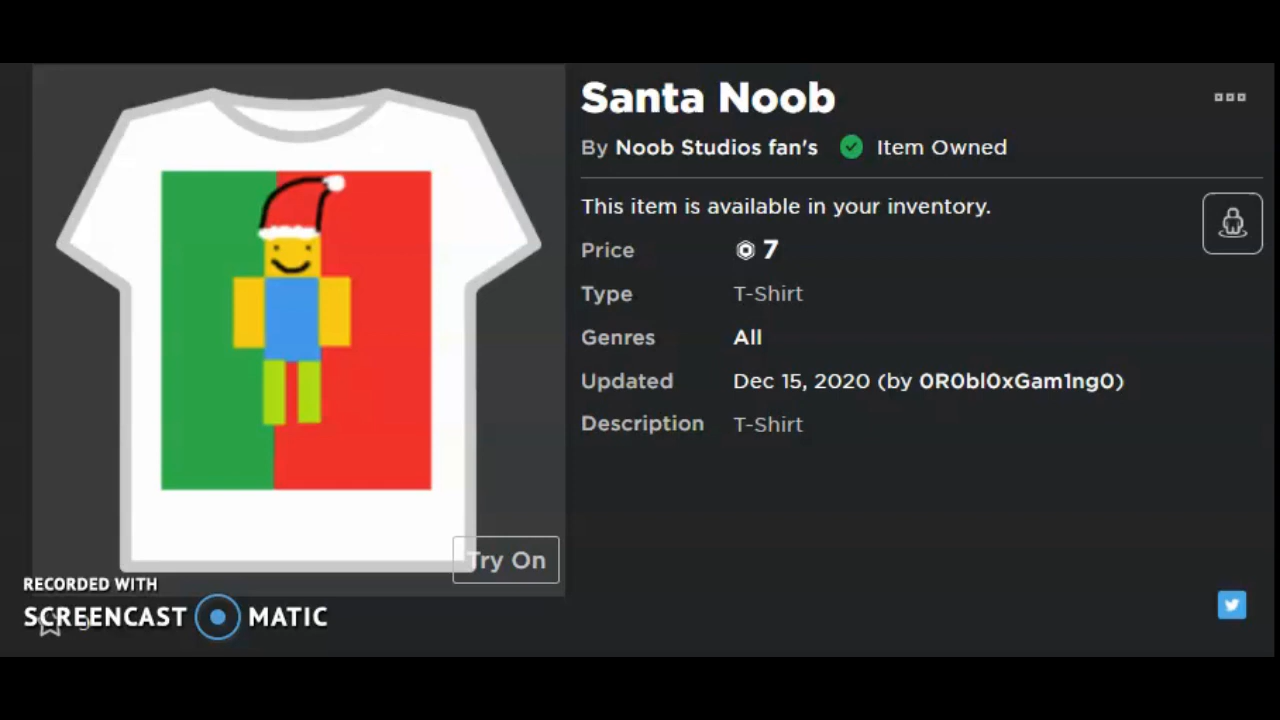 Santa Noob
By Noob Studios fan's Item Owned
This item is available in your inventory.
Price 7
Type T-Shirt
Genres All
Updated Dec 15, 2020 (by 0R0bl0xGam1ng0)
Description T-Shirt
Try On
RECORDED WITH
SCREENCAST MATIC